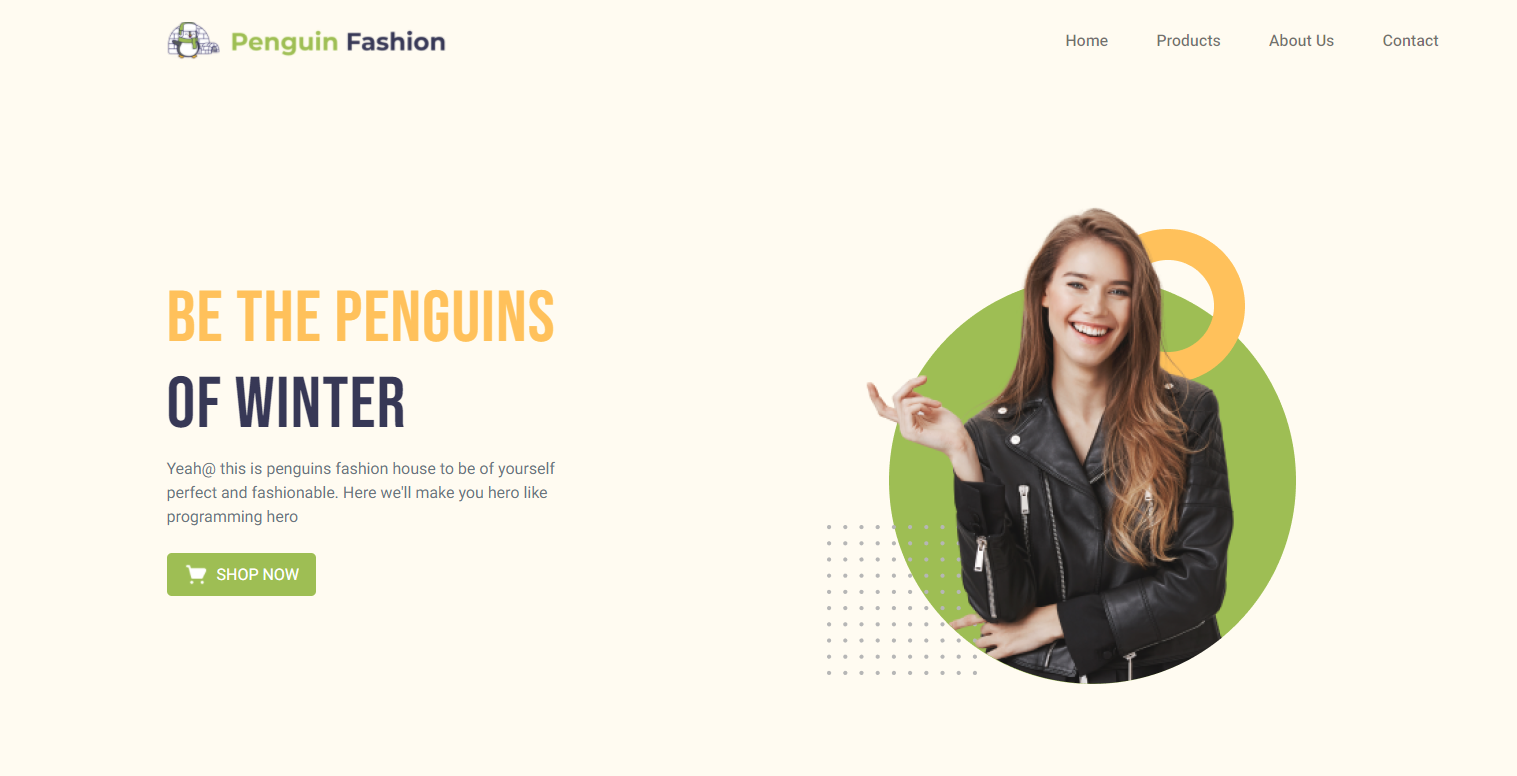 Penguin Fashion
Home Products About Us Contact
BE THE PENGUINS
OF WINTER
Yeah@ this is penguins fashion house to be of yourself
perfect and fashionable. Here we'll make you hero like
programming hero
SHOP NOW